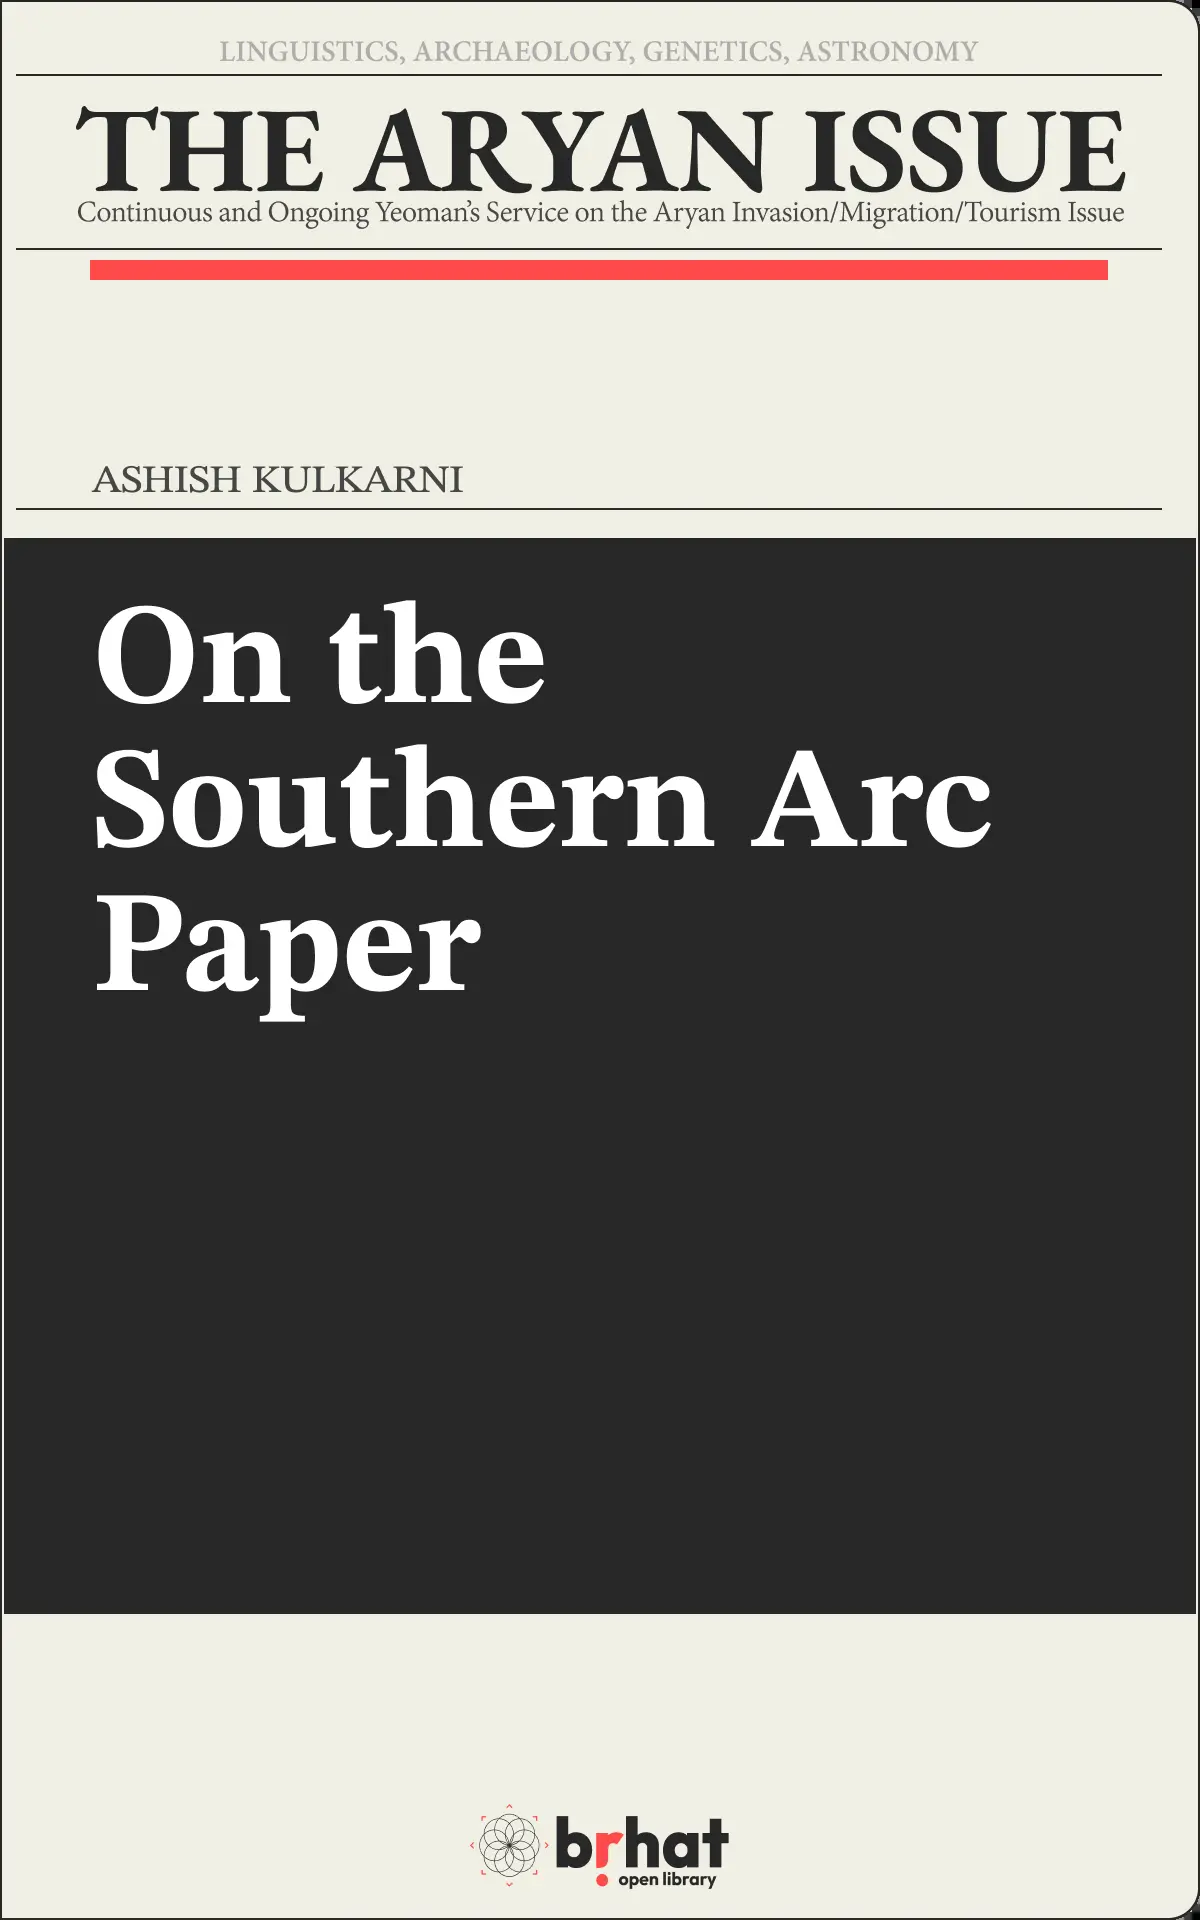 LINGUISTICS, ARCHAEOLOGY, GENETICS, ASTRONOMY
THE ARYAN ISSUE
Continuous and Ongoing Yeoman's Service on the Aryan Invasion/Migration/Tourism Issue
ASHISH KULKARNI
On the
Southern Arc
Paper
bṛhat
open library